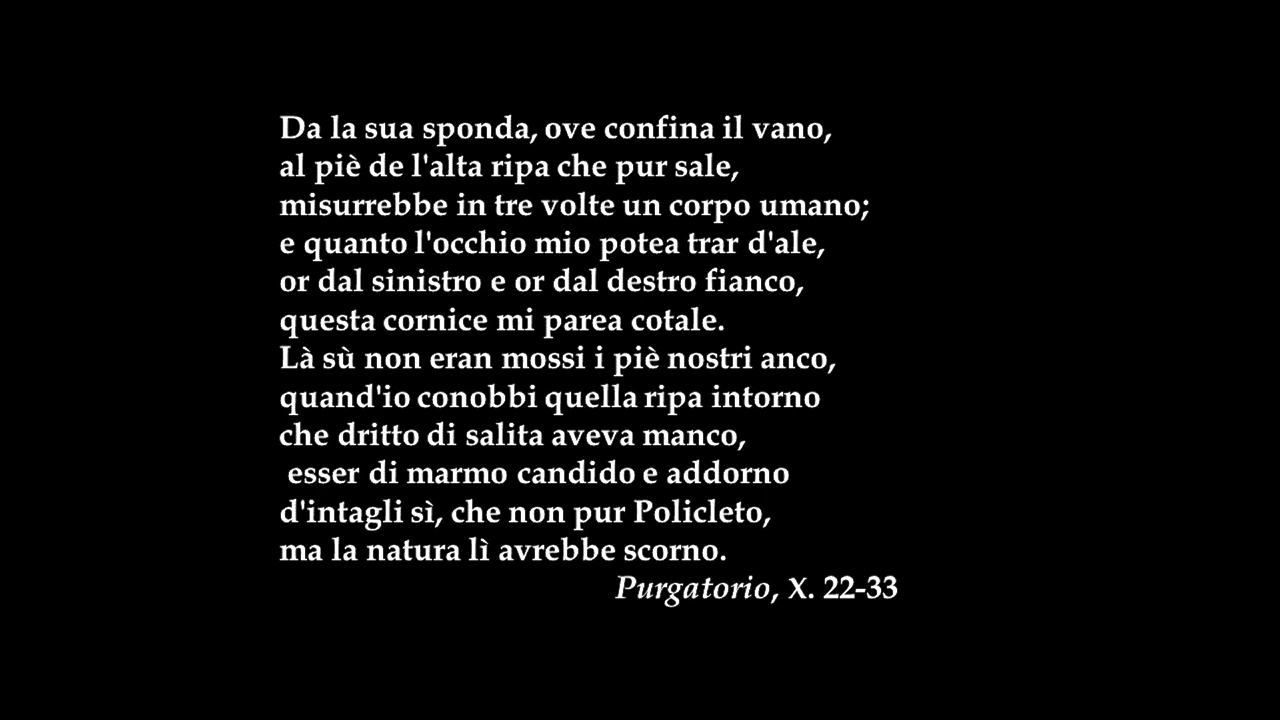 Da la sua sponda, ove confina il vano,
al piè de l'alta ripa che pur sale,
misurrebbe in tre volte un corpo umano;
e quanto l'occhio mio potea trar d'ale,
or dal sinistro e or dal destro fianco,
questa cornice mi parea cotale.
Là sù non eran mossi i piè nostri anco,
quand'io conobbi quella ripa intorno
che dritto di salita aveva manco,
esser di marmo candido e addorno
d'intagli sì, che non pur Policleto,
ma la natura lì avrebbe scorno.
Purgatorio, X. 22-33